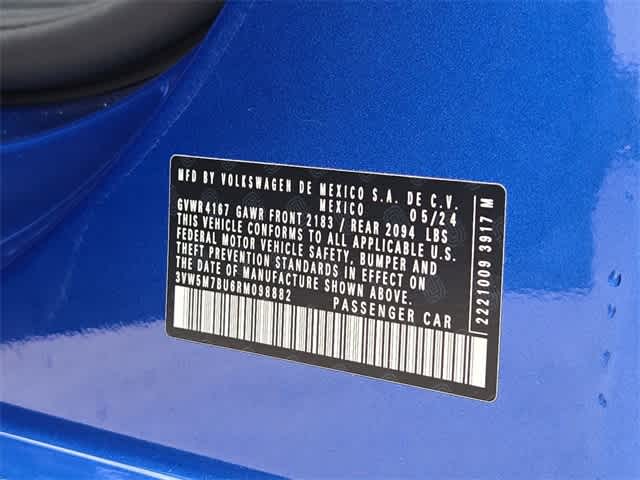 MFD BY VOLKSWAGEN DE MEXICO S.A. DE C.V.
MEXICO 05/24
GVWR4167 GAWR FRONT 2183 / REAR 2094 LBS
THIS VEHICLE CONFORMS TO ALL APPLICABLE U.S.
FEDERAL MOTOR VEHICLE SAFETY, BUMPER AND
THEFT PREVENTION STANDARDS IN EFFECT ON
THE DATE OF MANUFACTURE SHOWN ABOVE.
3VW5M7BU6RM098882 PASSENGER CAR
2221009 3917 M